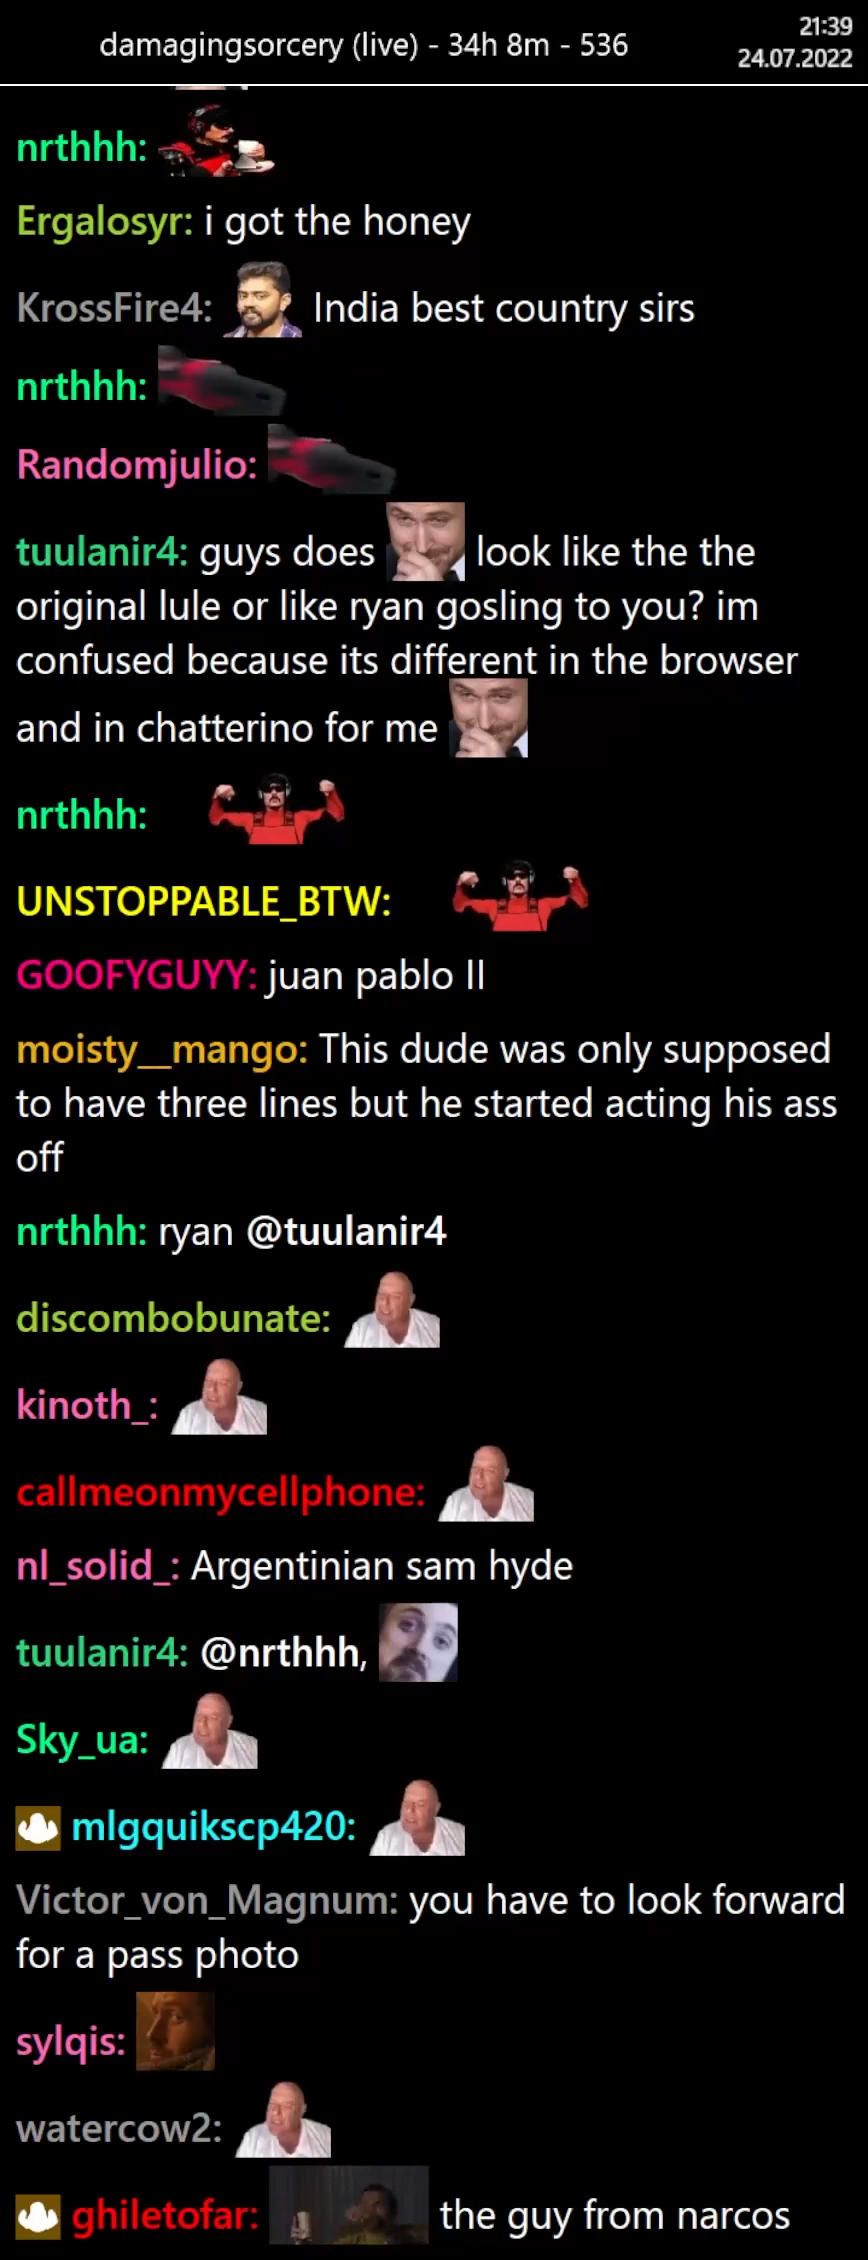 damagingsorcery (live) - 34h 8m - 536
21:39
24.07.2022
nrthhh:
Ergalosyr: i got the honey
KrossFire4: India best country sirs
nrthhh:
Randomjulio:
tuulanir4: guys does look like the the
original lule or like ryan gosling to you? im
confused because its different in the browser
and in chatterino for me
nrthhh:
UNSTOPPABLE_BTW:
GOOFYGUYY: juan pablo II
moisty__mango: This dude was only supposed
to have three lines but he started acting his ass
off
nrthhh: ryan @tuulanir4
discombobunate:
kinoth_:
callmeonmycellphone:
nl_solid_: Argentinian sam hyde
tuulanir4: @nrthhh,
Sky_ua:
mlgquikscp420:
Victor_von_Magnum: you have to look forward
for a pass photo
sylqis:
watercow2:
ghiletofar: the guy from narcos